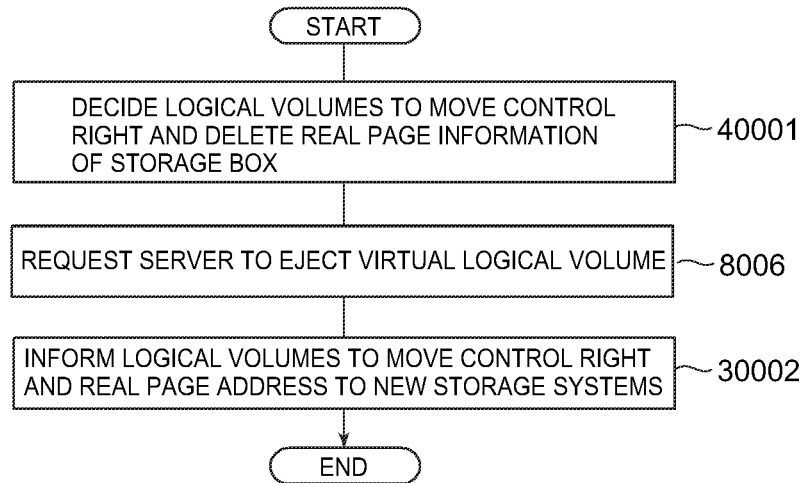 START
DECIDE LOGICAL VOLUMES TO MOVE CONTROL
RIGHT AND DELETE REAL PAGE INFORMATION
OF STORAGE BOX
40001
REQUEST SERVER TO EJECT VIRTUAL LOGICAL VOLUME
8006
INFORM LOGICAL VOLUMES TO MOVE CONTROL RIGHT
AND REAL PAGE ADDRESS TO NEW STORAGE SYSTEMS
30002
END